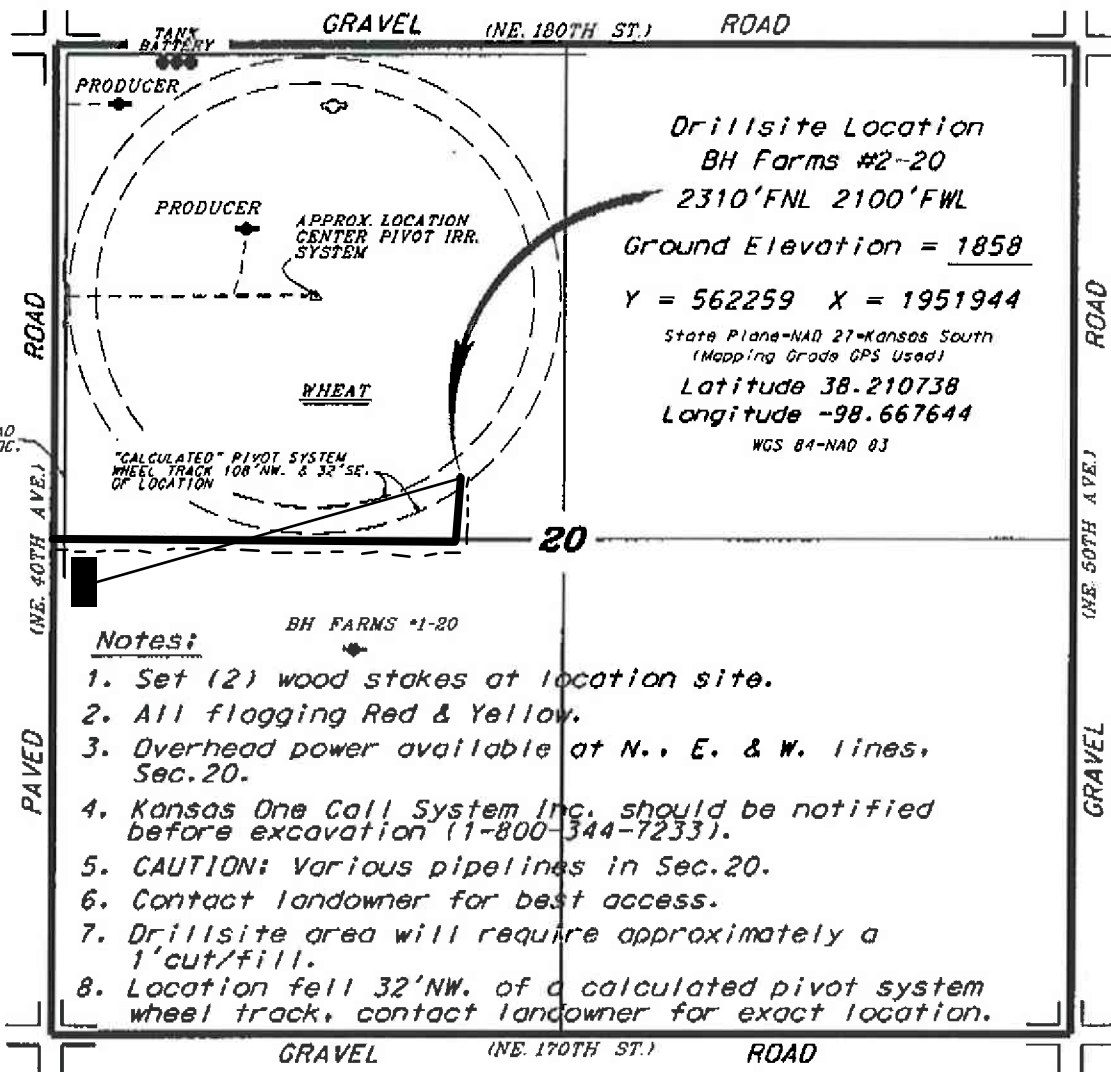 GRAVEL (NE. 180TH ST.) ROAD
TANK
BATTERY
PRODUCER
PRODUCER
APPROX. LOCATION
CENTER PIVOT IRR.
SYSTEM
Drillsite Location
BH Farms #2-20
2310'FNL 2100'FWL
Ground Elevation = 1858
Y = 562259 X = 1951944
State Plane-NAD 27-Kansas South
(Mapping Grade GPS Used)
Latitude 38.210738
Longitude -98.667644
WGS 84-NAD 83
ROAD
ROAD
WHEAT
"CALCULATED" PIVOT SYSTEM
WHEEL TRACK 108'NW. & 32'SE.
OF LOCATION
(NE. 40TH AVE.)
20
(NE. 50TH AVE.)
BH FARMS #1-20
PAVED
GRAVEL
Notes:
1. Set (2) wood stakes at location site.
2. All flagging Red & Yellow.
3. Overhead power available at N., E. & W. lines,
Sec.20.
4. Kansas One Call System Inc. should be notified
before excavation (1-800-344-7233).
5. CAUTION: Various pipelines in Sec.20.
6. Contact landowner for best access.
7. Drillsite area will require approximately a
1'cut/fill.
8. Location fell 32'NW. of a calculated pivot system
wheel track, contact landowner for exact location.
GRAVEL (NE. 170TH ST.) ROAD